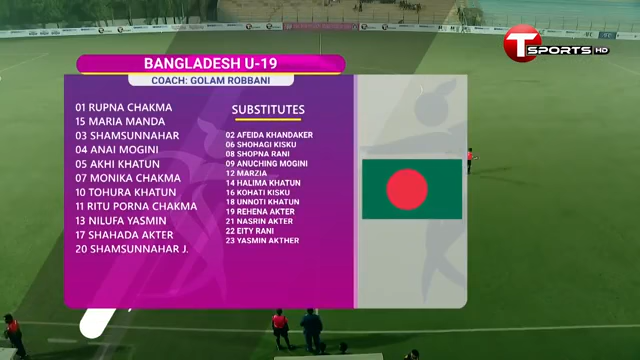 T SPORTS HD
BANGLADESH U-19
COACH: GOLAM ROBBANI
01 RUPNA CHAKMA
15 MARIA MANDA
03 SHAMSUNNAHAR
04 ANAI MOGINI
05 AKHI KHATUN
07 MONIKA CHAKMA
10 TOHURA KHATUN
11 RITU PORNA CHAKMA
13 NILUFA YASMIN
17 SHAHADA AKTER
20 SHAMSUNNAHAR J.
SUBSTITUTES
02 AFEIDA KHANDAKER
06 SHOHAGI KISKU
08 SHOPNA RANI
09 ANUCHING MOGINI
12 MARZIA
14 HALIMA KHATUN
16 KOHATI KISKU
18 UNNOTI KHATUN
19 REHENA AKTER
21 NASRIN AKTER
22 EITY RANI
23 YASMIN AKTHER